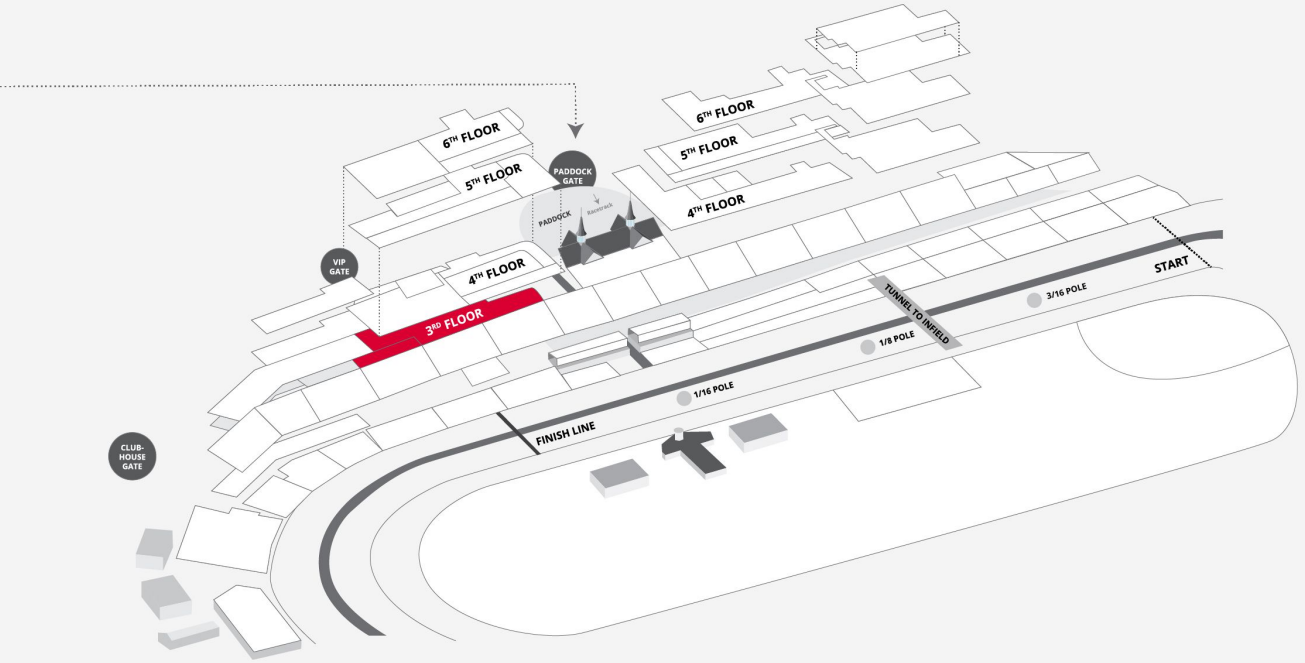 6TH FLOOR
5TH FLOOR
PADDOCK
GATE
PADDOCK
Racetrack
6TH FLOOR
5TH FLOOR
4TH FLOOR
VIP
GATE
4TH FLOOR
3RD FLOOR
START
TUNNEL TO INFIELD
3/16 POLE
1/8 POLE
1/16 POLE
FINISH LINE
CLUB-
HOUSE
GATE